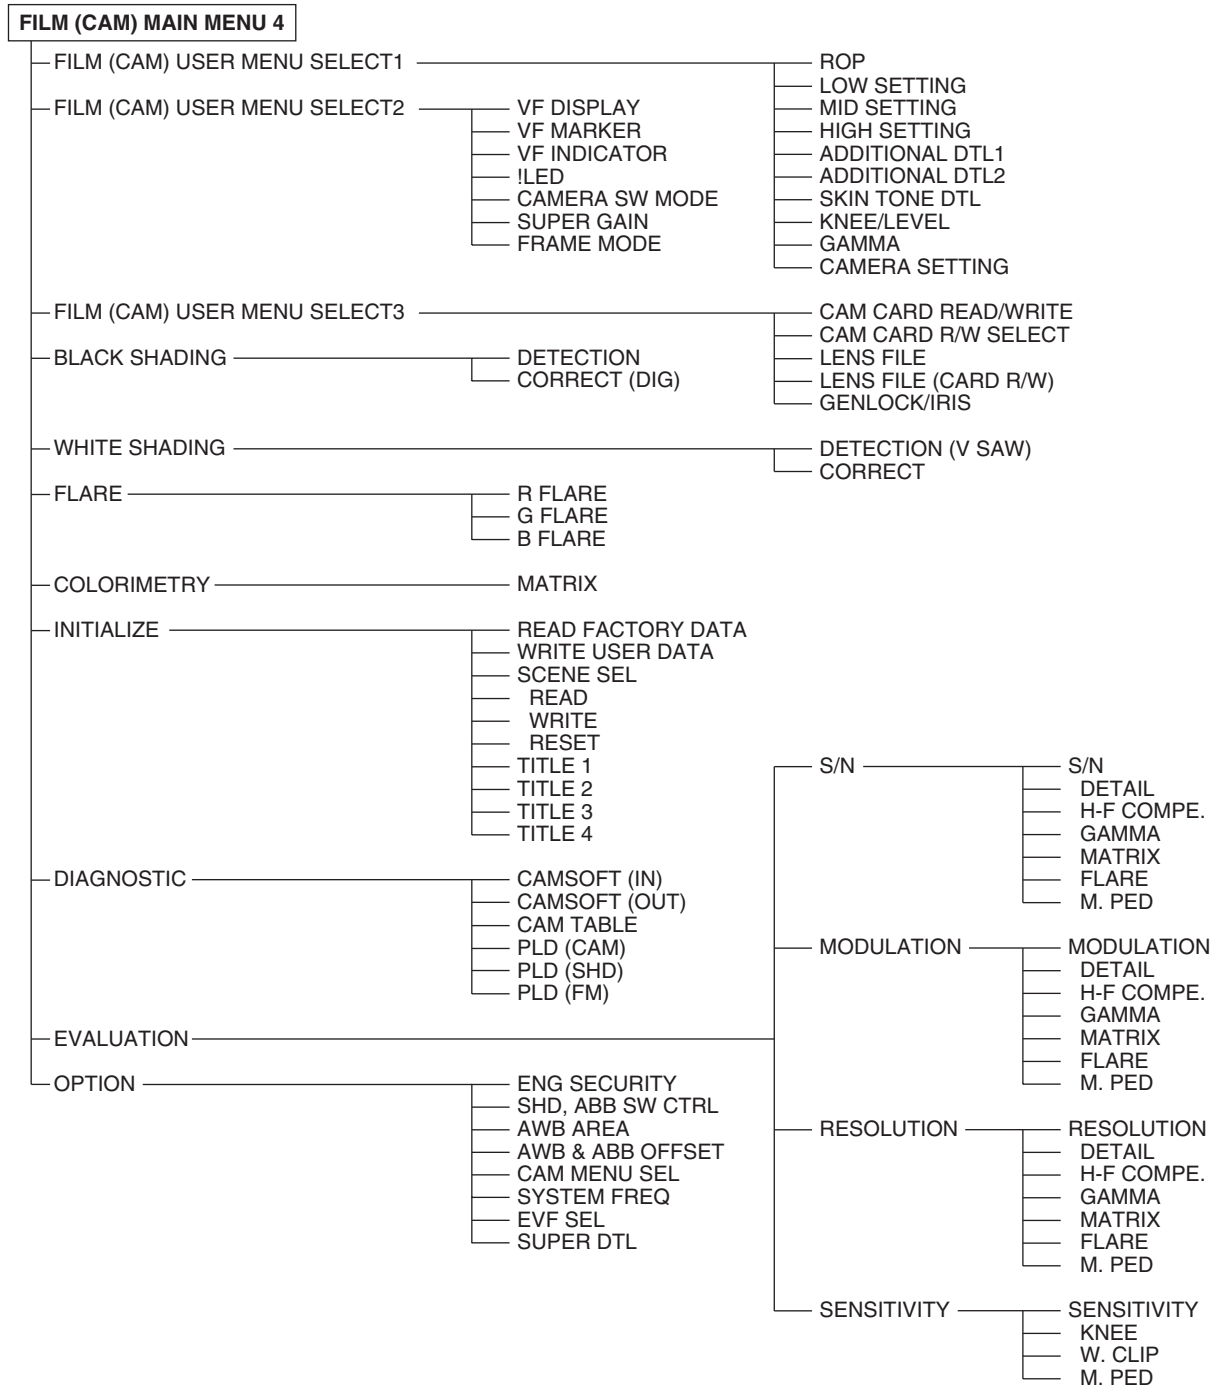 FILM (CAM) MAIN MENU 4
FILM (CAM) USER MENU SELECT1
ROP
LOW SETTING
MID SETTING
HIGH SETTING
ADDITIONAL DTL1
ADDITIONAL DTL2
SKIN TONE DTL
KNEE/LEVEL
GAMMA
CAMERA SETTING
FILM (CAM) USER MENU SELECT2
VF DISPLAY
VF MARKER
VF INDICATOR
!LED
CAMERA SW MODE
SUPER GAIN
FRAME MODE
FILM (CAM) USER MENU SELECT3
CAM CARD READ/WRITE
CAM CARD R/W SELECT
LENS FILE
LENS FILE (CARD R/W)
GENLOCK/IRIS
BLACK SHADING
DETECTION
CORRECT (DIG)
WHITE SHADING
DETECTION (V SAW)
CORRECT
FLARE
R FLARE
G FLARE
B FLARE
COLORIMETRY
MATRIX
INITIALIZE
READ FACTORY DATA
WRITE USER DATA
SCENE SEL
READ
WRITE
RESET
TITLE 1
TITLE 2
TITLE 3
TITLE 4
DIAGNOSTIC
CAMSOFT (IN)
CAMSOFT (OUT)
CAM TABLE
PLD (CAM)
PLD (SHD)
PLD (FM)
EVALUATION
S/N
S/N
DETAIL
H-F COMPE.
GAMMA
MATRIX
FLARE
M. PED
MODULATION
MODULATION
DETAIL
H-F COMPE.
GAMMA
MATRIX
FLARE
M. PED
RESOLUTION
RESOLUTION
DETAIL
H-F COMPE.
GAMMA
MATRIX
FLARE
M. PED
SENSITIVITY
SENSITIVITY
KNEE
W. CLIP
M. PED
OPTION
ENG SECURITY
SHD, ABB SW CTRL
AWB AREA
AWB & ABB OFFSET
CAM MENU SEL
SYSTEM FREQ
EVF SEL
SUPER DTL